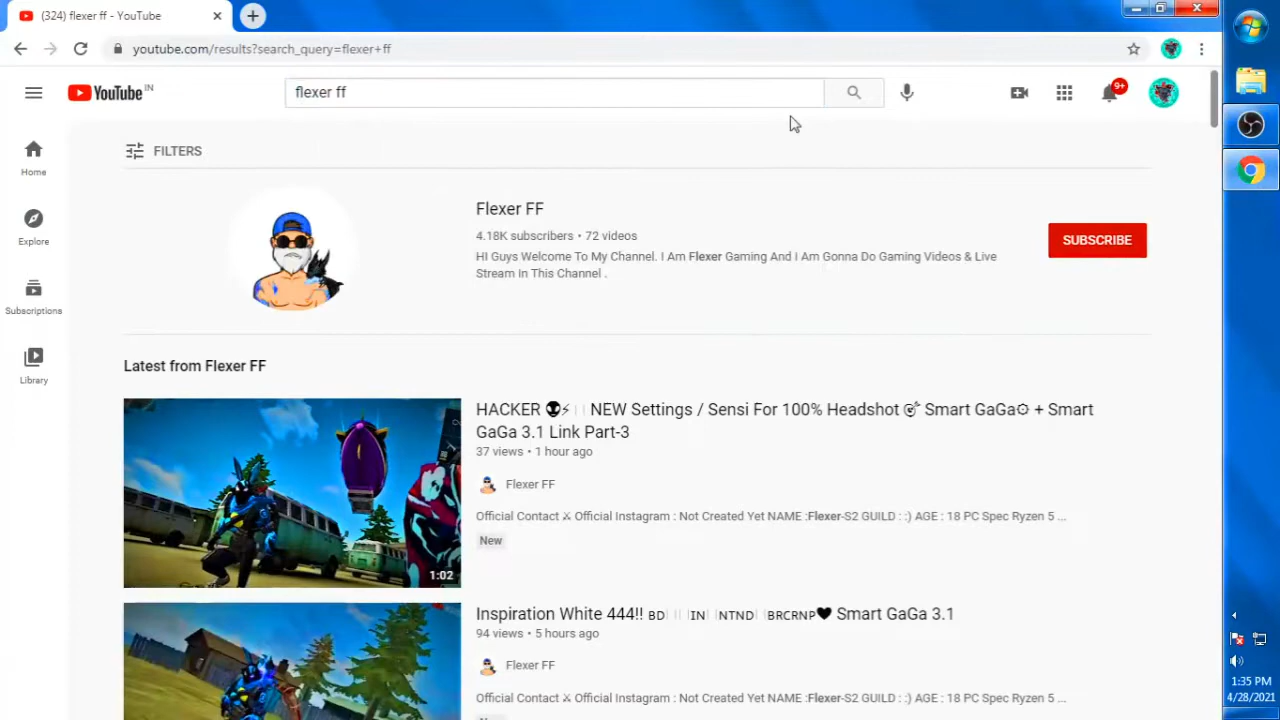 (324) flexer ff - YouTube
youtube.com/results?search_query=flexer+ff
YouTube IN
flexer ff
9+
FILTERS
Home
Explore
Subscriptions
Library
Flexer FF
4.18K subscribers • 72 videos
HI Guys Welcome To My Channel. I Am Flexer Gaming And I Am Gonna Do Gaming Videos & Live
Stream In This Channel .
SUBSCRIBE
Latest from Flexer FF
HACKER 👽⚡ NEW Settings / Sensi For 100% Headshot 🎯 Smart GaGa⚙ + Smart
GaGa 3.1 Link Part-3
37 views • 1 hour ago
Flexer FF
Official Contact ⚔ Official Instagram : Not Created Yet NAME :Flexer-S2 GUILD : :) AGE : 18 PC Spec Ryzen 5 ...
New
1:02
Inspiration White 444!! ʙᴅ ɪɴ ɴᴛɴᴅ ʙʀᴄʀɴᴘ🖤 Smart GaGa 3.1
94 views • 5 hours ago
Flexer FF
Official Contact ⚔ Official Instagram : Not Created Yet NAME :Flexer-S2 GUILD : :) AGE : 18 PC Spec Ryzen 5 ...
1:35 PM
4/28/2021